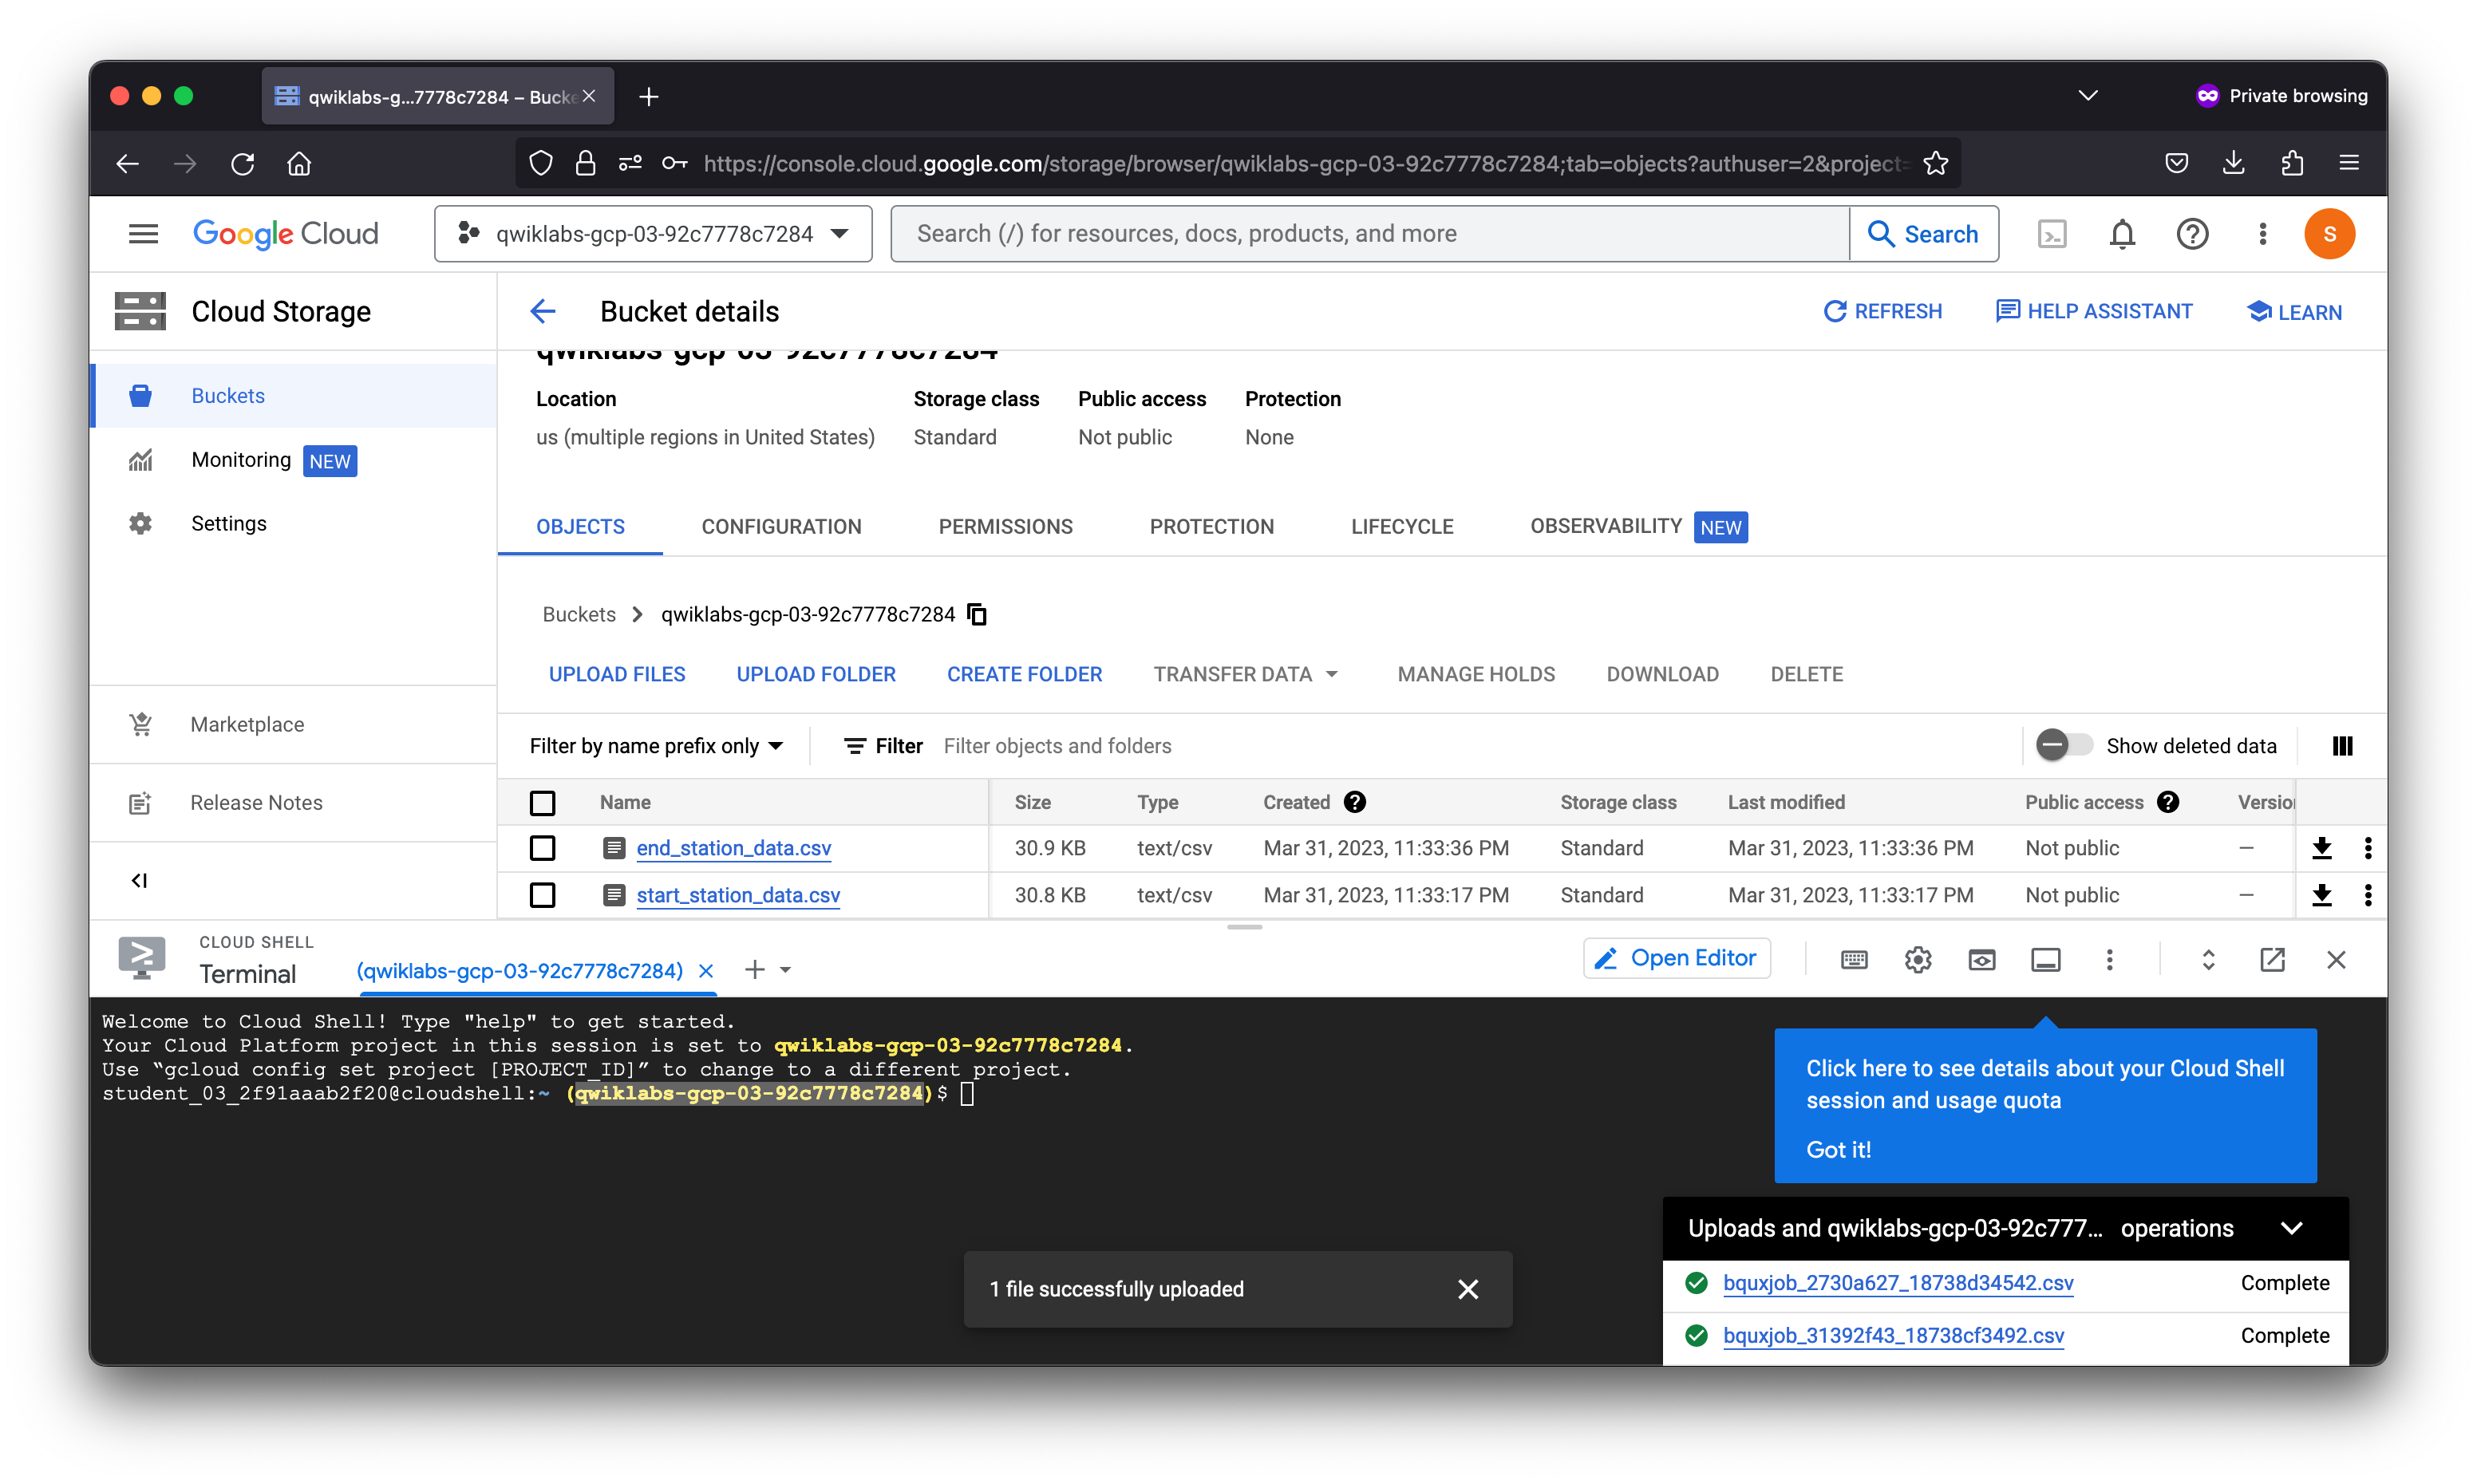 qwiklabs-g...7778c7284 – Bucke
Private browsing
https://console.cloud.google.com/storage/browser/qwiklabs-gcp-03-92c7778c7284;tab=objects?authuser=2&project=
Google Cloud
qwiklabs-gcp-03-92c7778c7284
Search (/) for resources, docs, products, and more
Search
S
Cloud Storage
Bucket details
REFRESH
HELP ASSISTANT
LEARN
Buckets
Monitoring NEW
Settings
Marketplace
Release Notes
qwiklabs-gcp-03-92c7778c7284
Location Storage class Public access Protection
us (multiple regions in United States) Standard Not public None
OBJECTS CONFIGURATION PERMISSIONS PROTECTION LIFECYCLE OBSERVABILITY NEW
Buckets > qwiklabs-gcp-03-92c7778c7284
UPLOAD FILES UPLOAD FOLDER CREATE FOLDER TRANSFER DATA MANAGE HOLDS DOWNLOAD DELETE
Filter by name prefix only Filter Filter objects and folders Show deleted data
Name Size Type Created Storage class Last modified Public access Version
end_station_data.csv 30.9 KB text/csv Mar 31, 2023, 11:33:36 PM Standard Mar 31, 2023, 11:33:36 PM Not public —
start_station_data.csv 30.8 KB text/csv Mar 31, 2023, 11:33:17 PM Standard Mar 31, 2023, 11:33:17 PM Not public —
CLOUD SHELL
Terminal
(qwiklabs-gcp-03-92c7778c7284)
Open Editor
Welcome to Cloud Shell! Type "help" to get started.
Your Cloud Platform project in this session is set to qwiklabs-gcp-03-92c7778c7284.
Use “gcloud config set project [PROJECT_ID]” to change to a different project.
student_03_2f91aaab2f20@cloudshell:~ (qwiklabs-gcp-03-92c7778c7284)$
Click here to see details about your Cloud Shell
session and usage quota
Got it!
1 file successfully uploaded
Uploads and qwiklabs-gcp-03-92c777... operations
bquxjob_2730a627_18738d34542.csv Complete
bquxjob_31392f43_18738cf3492.csv Complete